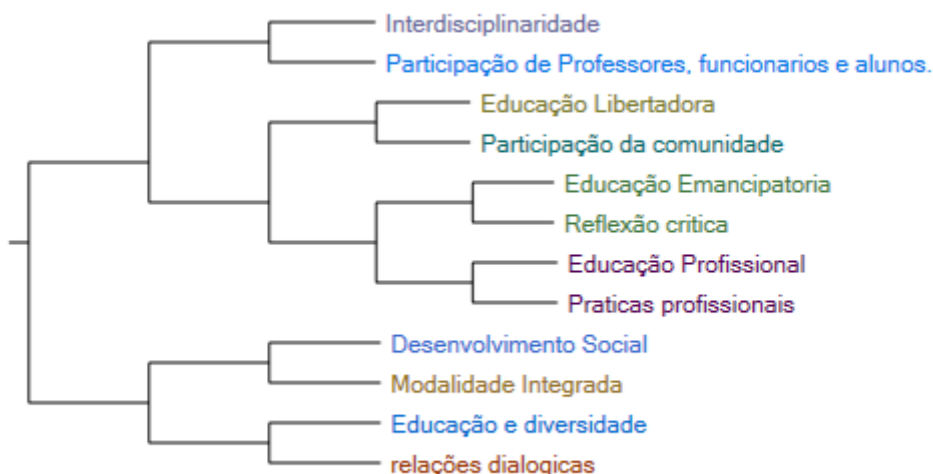 Interdisciplinaridade
Participação de Professores, funcionarios e alunos.
Educação Libertadora
Participação da comunidade
Educação Emancipatoria
Reflexão critica
Educação Profissional
Praticas profissionais
Desenvolvimento Social
Modalidade Integrada
Educação e diversidade
relações dialogicas